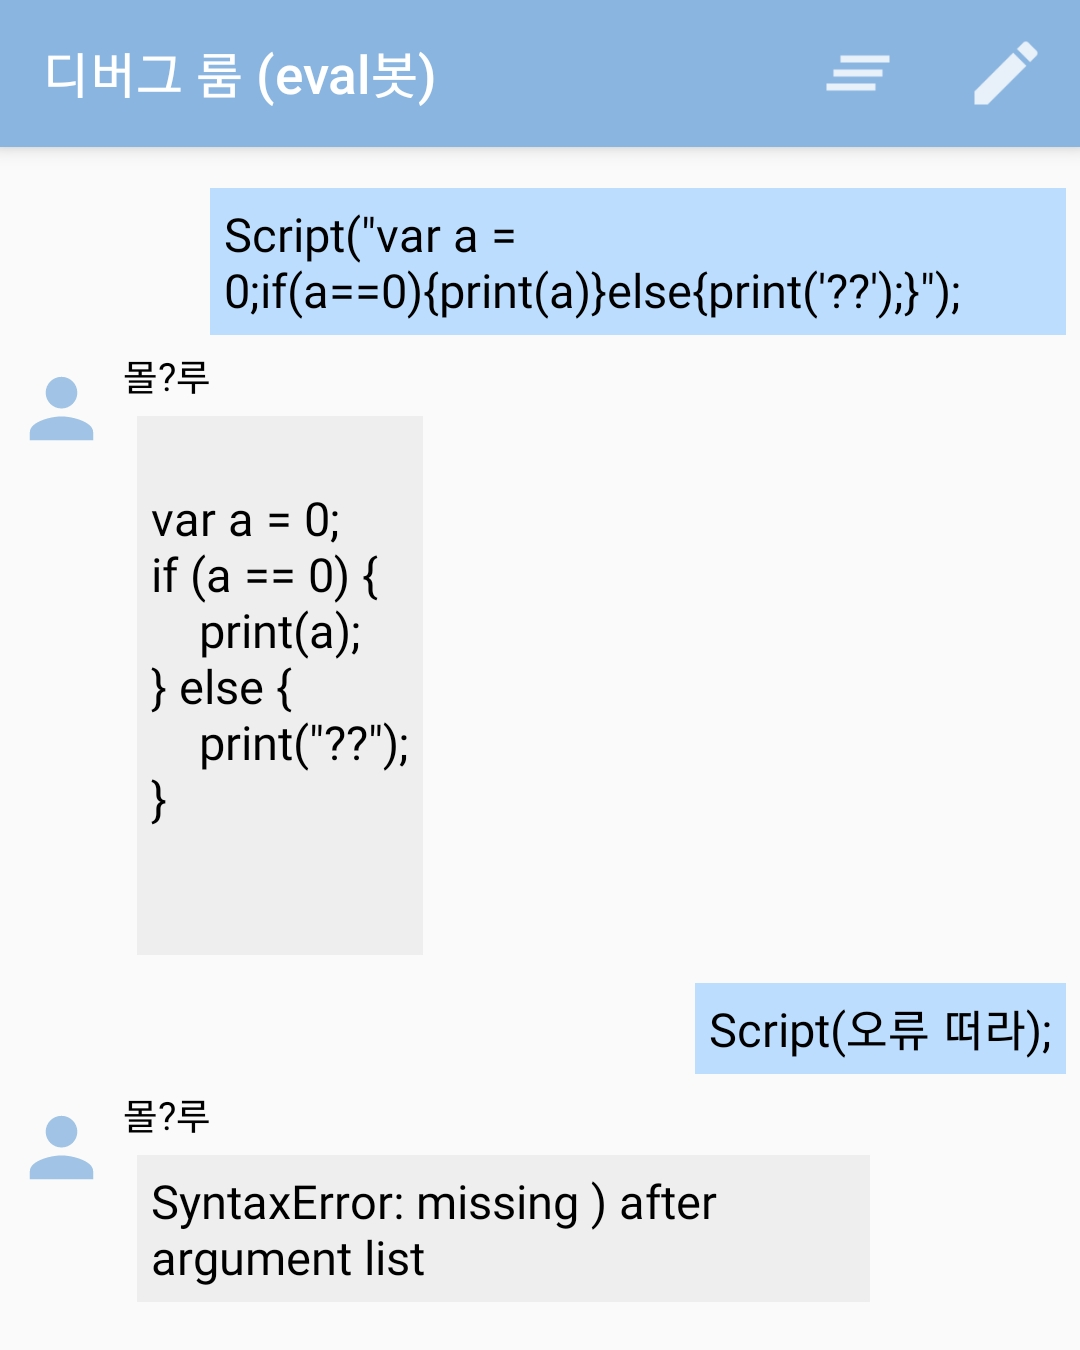 디버그 룸 (eval봇)
Script("var a =
0;if(a==0){print(a)}else{print('??');}");
몰?루
var a = 0;
if (a == 0) {
    print(a);
} else {
    print("??");
}
Script(오류 떠라);
몰?루
SyntaxError: missing ) after
argument list